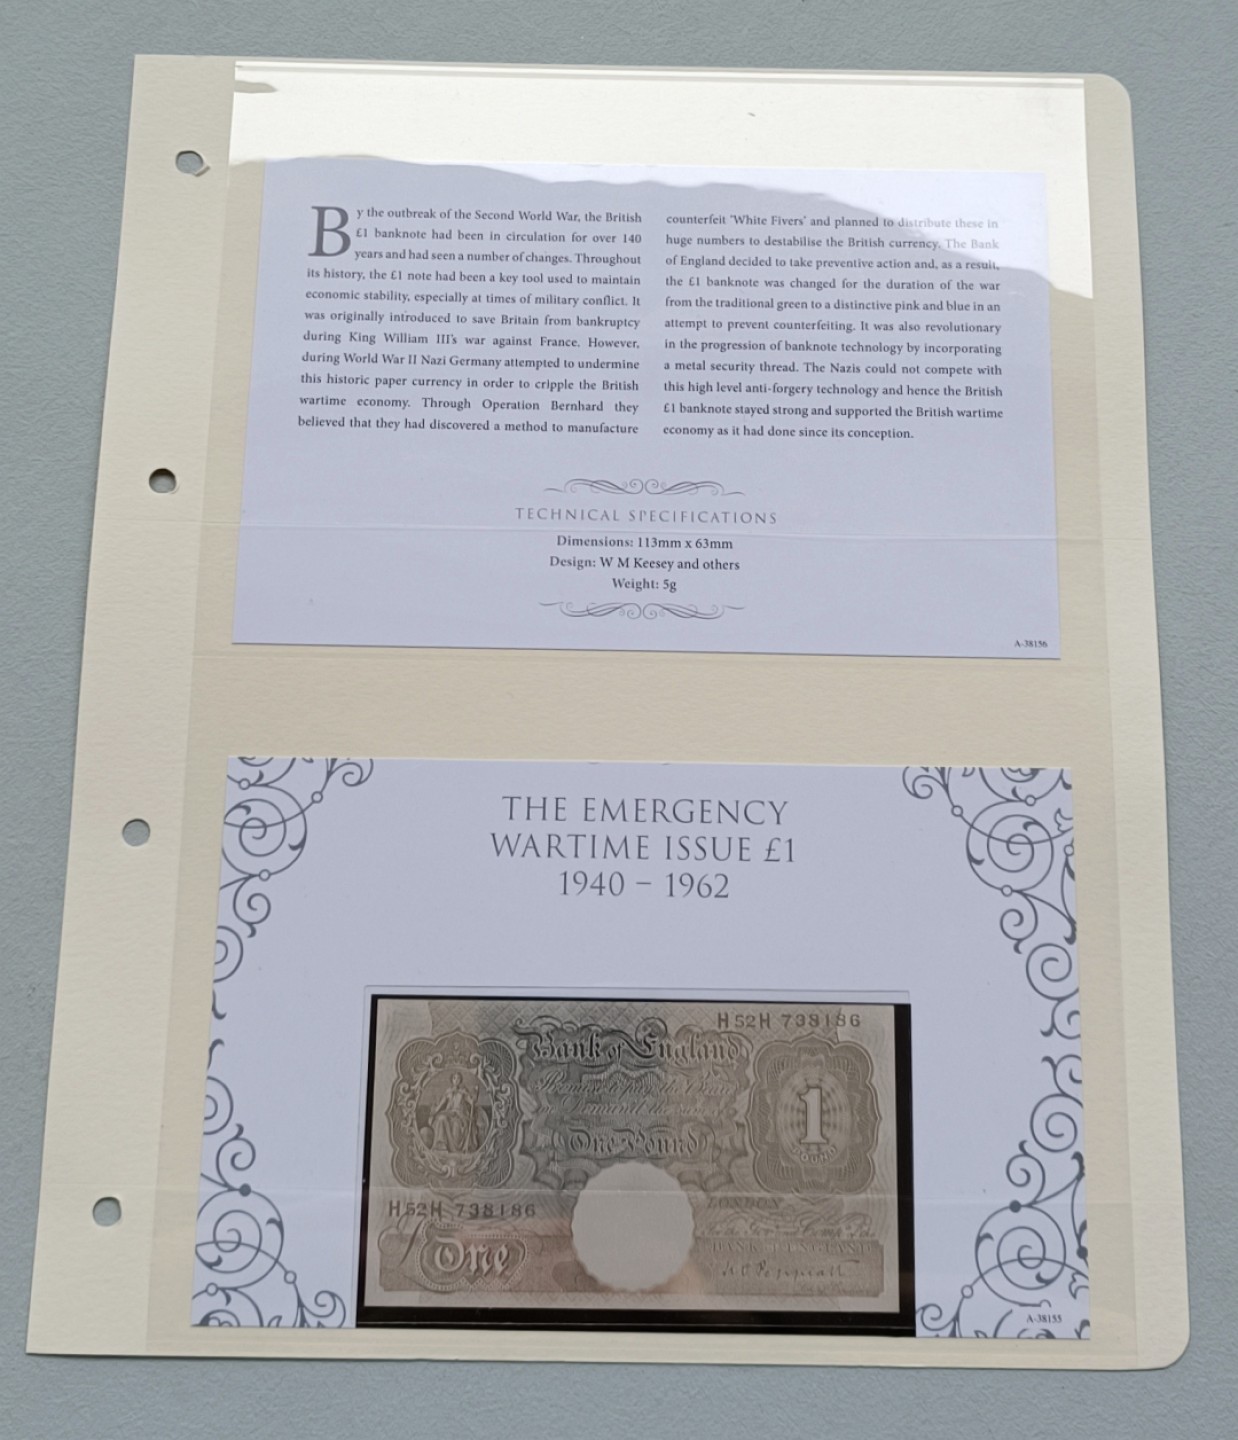 By the outbreak of the Second World War, the British
£1 banknote had been in circulation for over 140
years and had seen a number of changes. Throughout
its history, the £1 note had been a key tool used to maintain
economic stability, especially at times of military conflict. It
was originally introduced to save Britain from bankruptcy
during King William III's war against France. However,
during World War II Nazi Germany attempted to undermine
this historic paper currency in order to cripple the British
wartime economy. Through Operation Bernhard they
believed that they had discovered a method to manufacture
counterfeit 'White Fivers' and planned to distribute these in
huge numbers to destabilise the British currency. The Bank
of England decided to take preventive action and, as a result,
the £1 banknote was changed for the duration of the war
from the traditional green to a distinctive pink and blue in an
attempt to prevent counterfeiting. It was also revolutionary
in the progression of banknote technology by incorporating
a metal security thread. The Nazis could not compete with
this high level anti-forgery technology and hence the British
£1 banknote stayed strong and supported the British wartime
economy as it had done since its conception.
TECHNICAL SPECIFICATIONS
Dimensions: 113mm x 63mm
Design: W M Keesey and others
Weight: 5g
A-38156
THE EMERGENCY
WARTIME ISSUE £1
1940 – 1962
H52H 738186
Bank of England
One Pound
1
POUND
H52H 738186
LONDON
One
BANK OF ENGLAND
A-38155